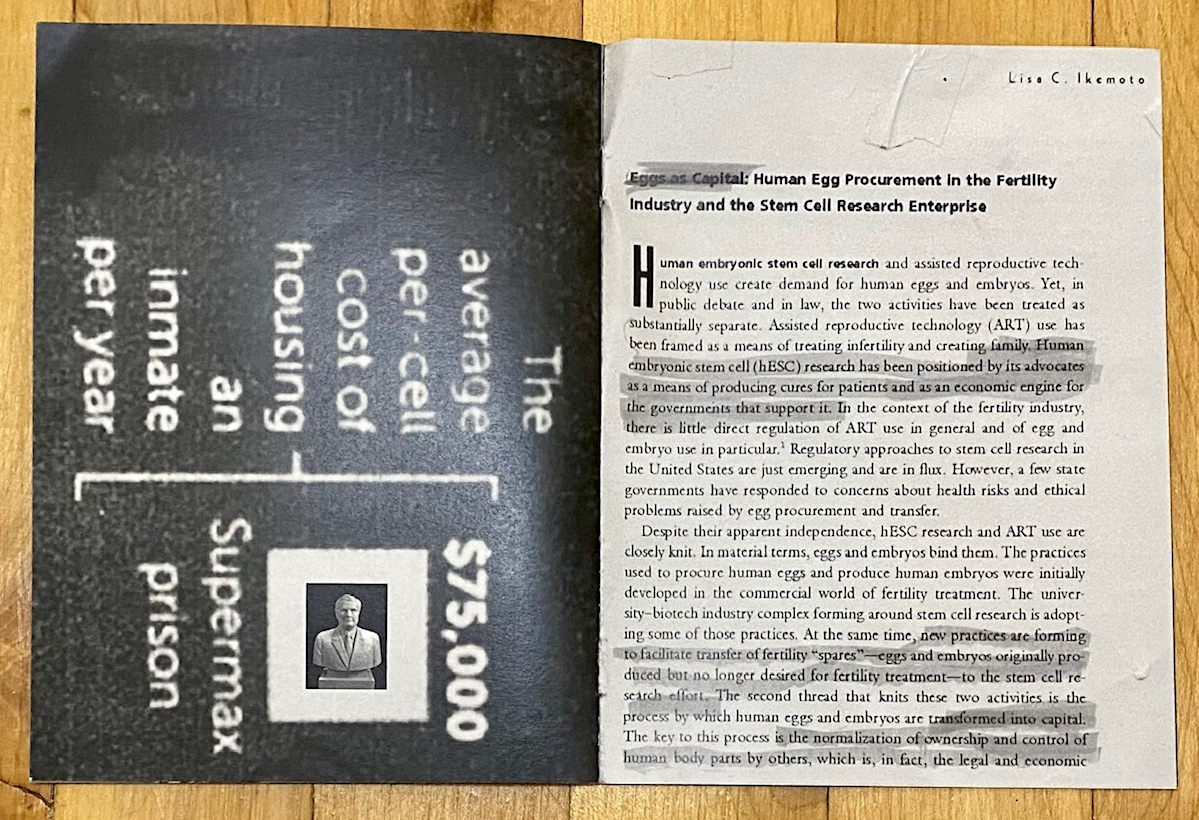 The
average
per-cell
cost of
housing
an
inmate
per year
$75,000
Supermax
prison
Lisa C. Ikemoto
Eggs as Capital: Human Egg Procurement in the Fertility
Industry and the Stem Cell Research Enterprise
Human embryonic stem cell research and assisted reproductive tech-
nology use create demand for human eggs and embryos. Yet, in
public debate and in law, the two activities have been treated as
substantially separate. Assisted reproductive technology (ART) use has
been framed as a means of treating infertility and creating family. Human
embryonic stem cell (hESC) research has been positioned by its advocates
as a means of producing cures for patients and as an economic engine for
the governments that support it. In the context of the fertility industry,
there is little direct regulation of ART use in general and of egg and
embryo use in particular.¹ Regulatory approaches to stem cell research in
the United States are just emerging and are in flux. However, a few state
governments have responded to concerns about health risks and ethical
problems raised by egg procurement and transfer.
Despite their apparent independence, hESC research and ART use are
closely knit. In material terms, eggs and embryos bind them. The practices
used to procure human eggs and produce human embryos were initially
developed in the commercial world of fertility treatment. The univer-
sity–biotech industry complex forming around stem cell research is adopt-
ing some of those practices. At the same time, new practices are forming
to facilitate transfer of fertility “spares”—eggs and embryos originally pro-
duced but no longer desired for fertility treatment—to the stem cell re-
search effort. The second thread that knits these two activities is the
process by which human eggs and embryos are transformed into capital.
The key to this process is the normalization of ownership and control of
human body parts by others, which is, in fact, the legal and economic